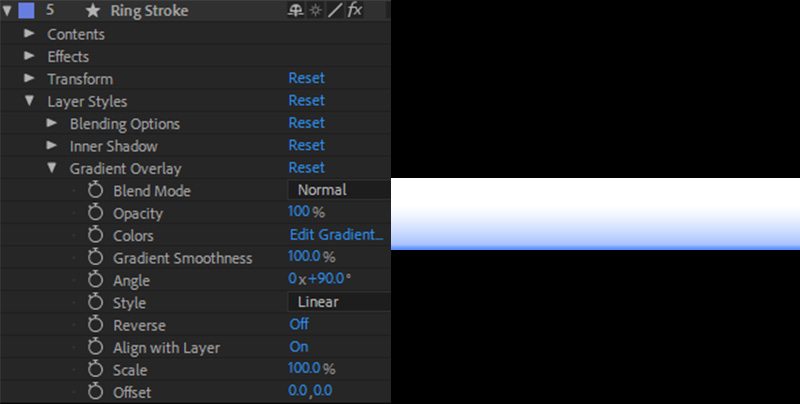 5 Ring Stroke fx
Contents
Effects
Transform Reset
Layer Styles Reset
Blending Options Reset
Inner Shadow Reset
Gradient Overlay Reset
Blend Mode Normal
Opacity 100 %
Colors Edit Gradient...
Gradient Smoothness 100.0 %
Angle 0 x +90.0 °
Style Linear
Reverse Off
Align with Layer On
Scale 100.0 %
Offset 0.0 , 0.0